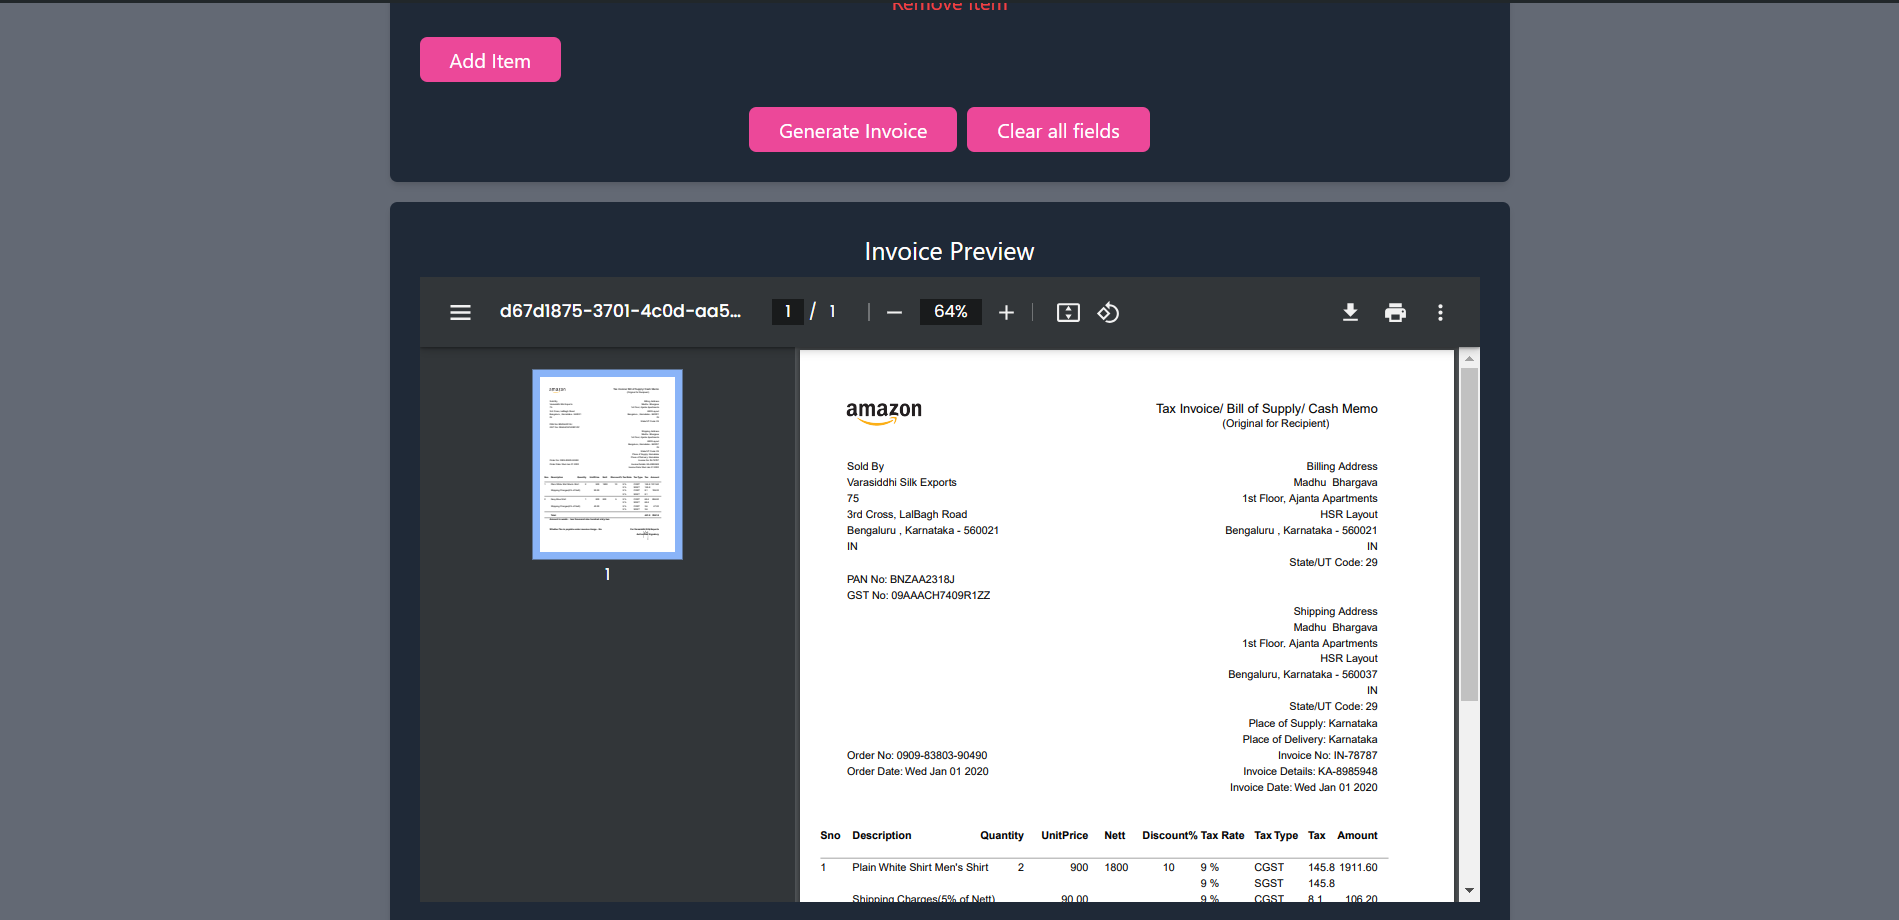 Remove Item
Add Item
Generate Invoice Clear all fields
Invoice Preview
d67d1875-3701-4c0d-aa5... 1 / 1 64%
1
amazon
Tax Invoice/ Bill of Supply/ Cash Memo
(Original for Recipient)
Sold By
Varasiddhi Silk Exports
75
3rd Cross, LalBagh Road
Bengaluru , Karnataka - 560021
IN
PAN No: BNZAA2318J
GST No: 09AAACH7409R1ZZ
Billing Address
Madhu Bhargava
1st Floor, Ajanta Apartments
HSR Layout
Bengaluru , Karnataka - 560021
IN
State/UT Code: 29
Shipping Address
Madhu Bhargava
1st Floor, Ajanta Apartments
HSR Layout
Bengaluru, Karnataka - 560037
IN
State/UT Code: 29
Place of Supply: Karnataka
Place of Delivery: Karnataka
Order No: 0909-83803-90490 Invoice No: IN-78787
Order Date: Wed Jan 01 2020 Invoice Details: KA-8985948
Invoice Date: Wed Jan 01 2020
Sno Description Quantity UnitPrice Nett Discount% Tax Rate Tax Type Tax Amount
1 Plain White Shirt Men's Shirt 2 900 1800 10 9 % CGST 145.8 1911.60
9 % SGST 145.8
Shipping Charges(5% of Nett) 90.00 9 % CGST 8.1 106.20